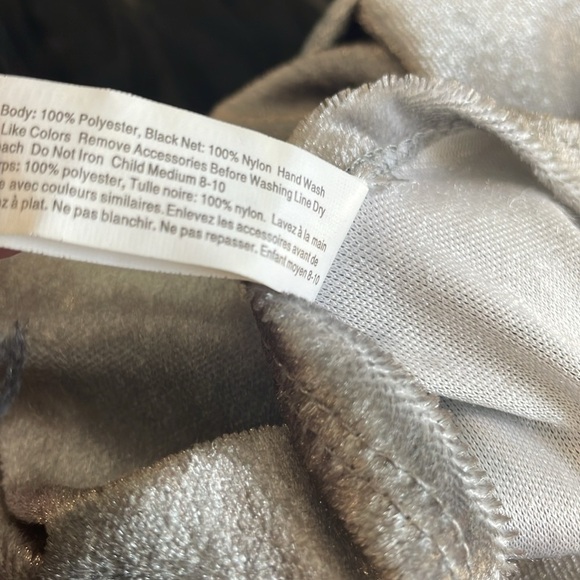 Body: 100% Polyester, Black Net: 100% Nylon Hand Wash
Like Colors Remove Accessories Before Washing Line Dry
each Do Not Iron Child Medium 8-10
rps: 100% polyester, Tulle noire: 100% nylon. Lavez à la main
e avec couleurs similaires. Enlevez les accessoires avant de
z à plat. Ne pas blanchir. Ne pas repasser. Enfant moyen 8-10